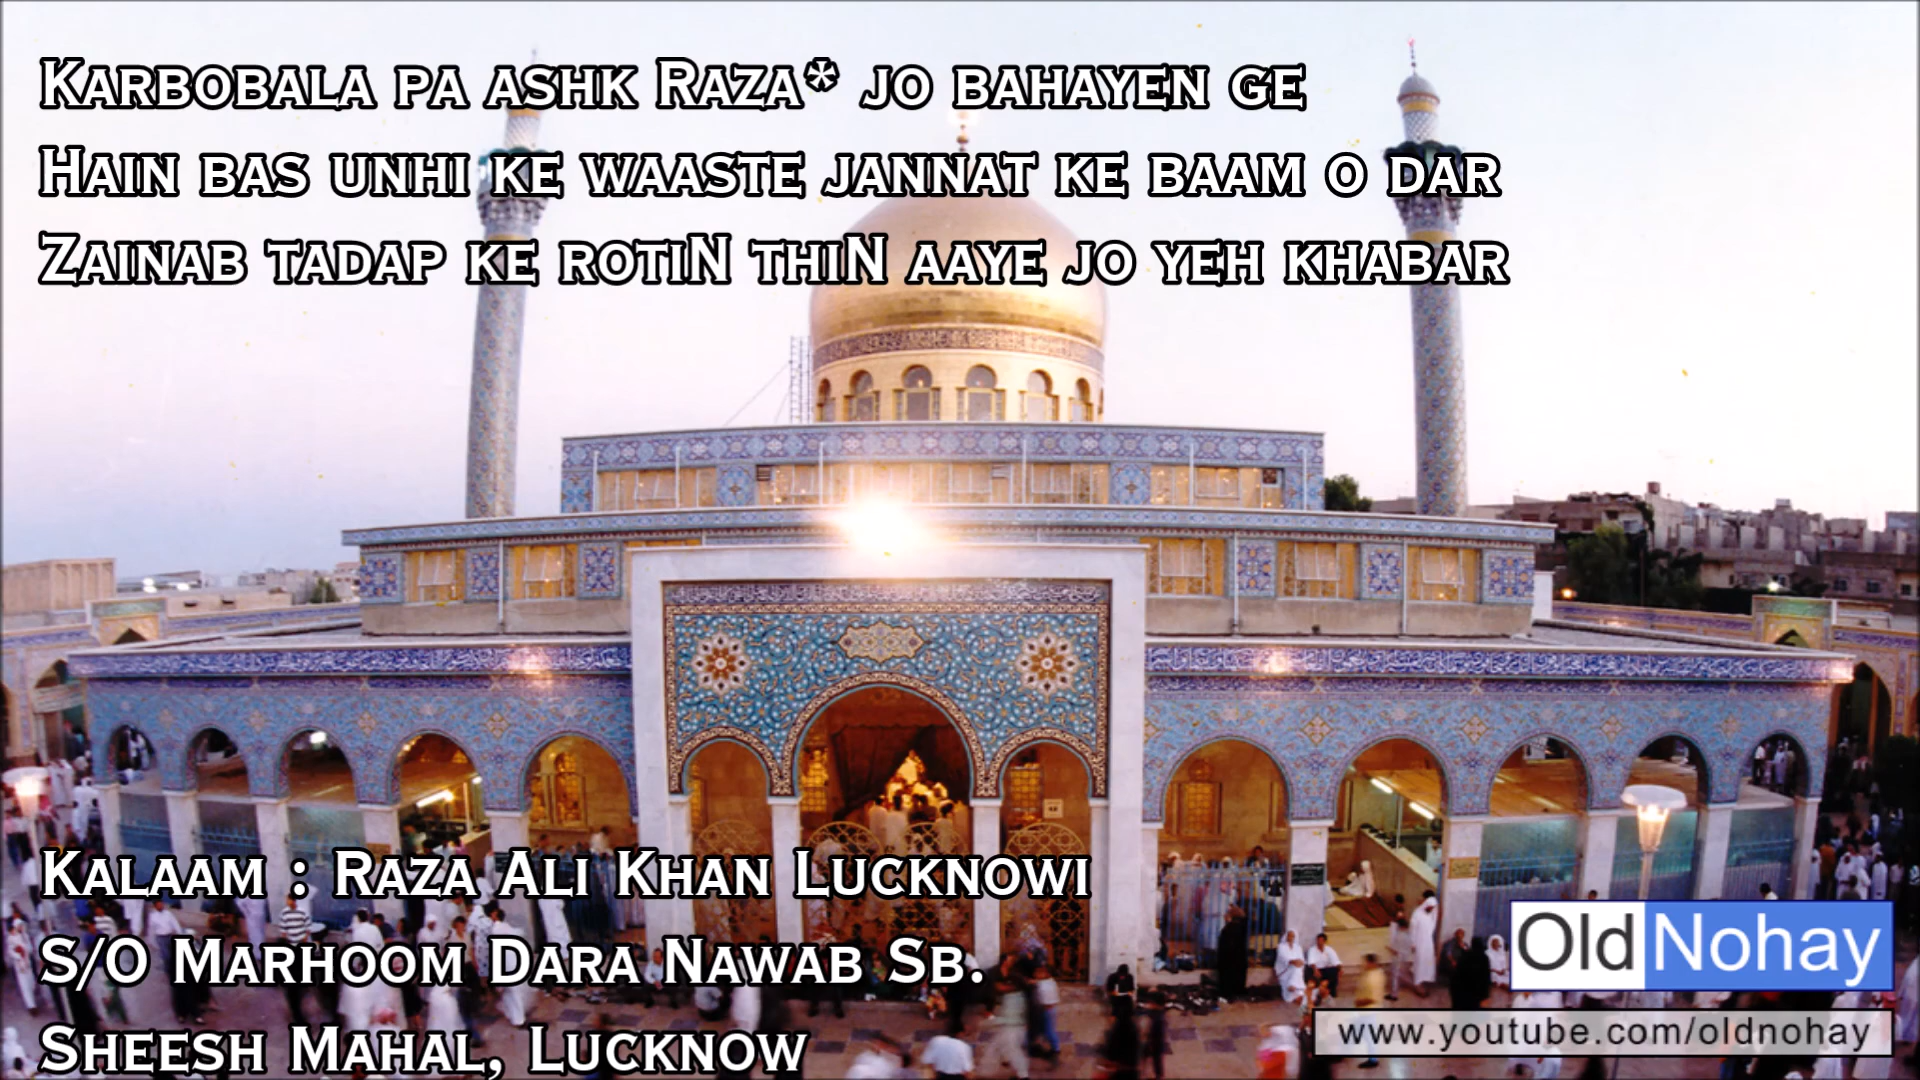 Karbobala pa ashk Raza* jo bahayen ge
Hain bas unhi ke waaste jannat ke baam o dar
Zainab tadap ke rotiN thiN aaye jo yeh khabar
Kalaam : Raza Ali Khan Lucknowi
S/O Marhoom Dara Nawab Sb.
Sheesh Mahal, Lucknow
OldNohay
www.youtube.com/oldnohay